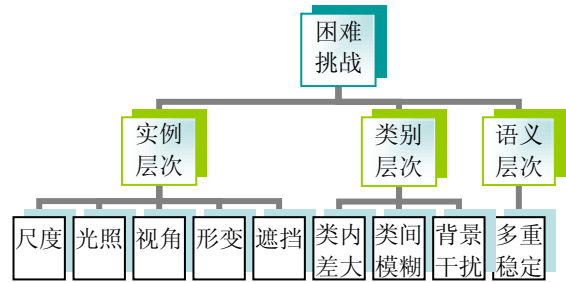 困难
挑战
实例
层次
类别
层次
语义
层次
尺度
光照
视角
形变
遮挡
类内
差大
类间
模糊
背景
干扰
多重
稳定